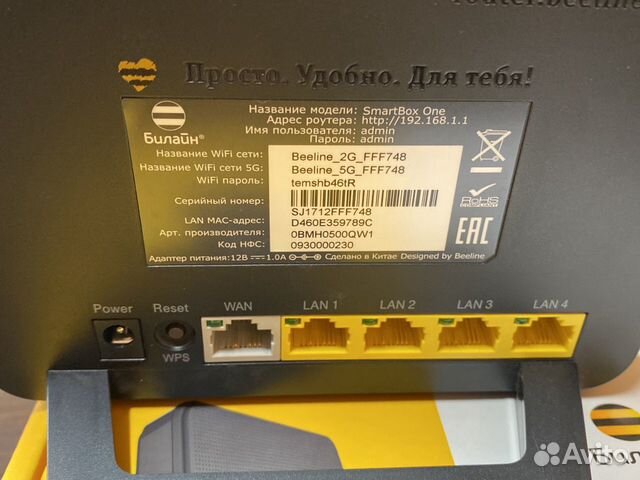 router.beeline
Просто. Удобно. Для тебя!
Билайн®
Название модели: SmartBox One
Адрес роутера: http://192.168.1.1
Имя пользователя: admin
Пароль: admin
Название WiFi сети: Beeline_2G_FFF748
Название WiFi сети 5G: Beeline_5G_FFF748
WiFi пароль: temshb46tR
Серийный номер:
SJ1712FFF748
LAN MAC-адрес: D460E359789C
Арт. производителя: 0BMH0500QW1
Код НФС: 0930000230
RoHS
EAC
Адаптер питания:12В 1.0А Сделано в Китае Designed by Beeline
Power Reset WAN LAN 1 LAN 2 LAN 3 LAN 4
WPS
Avito